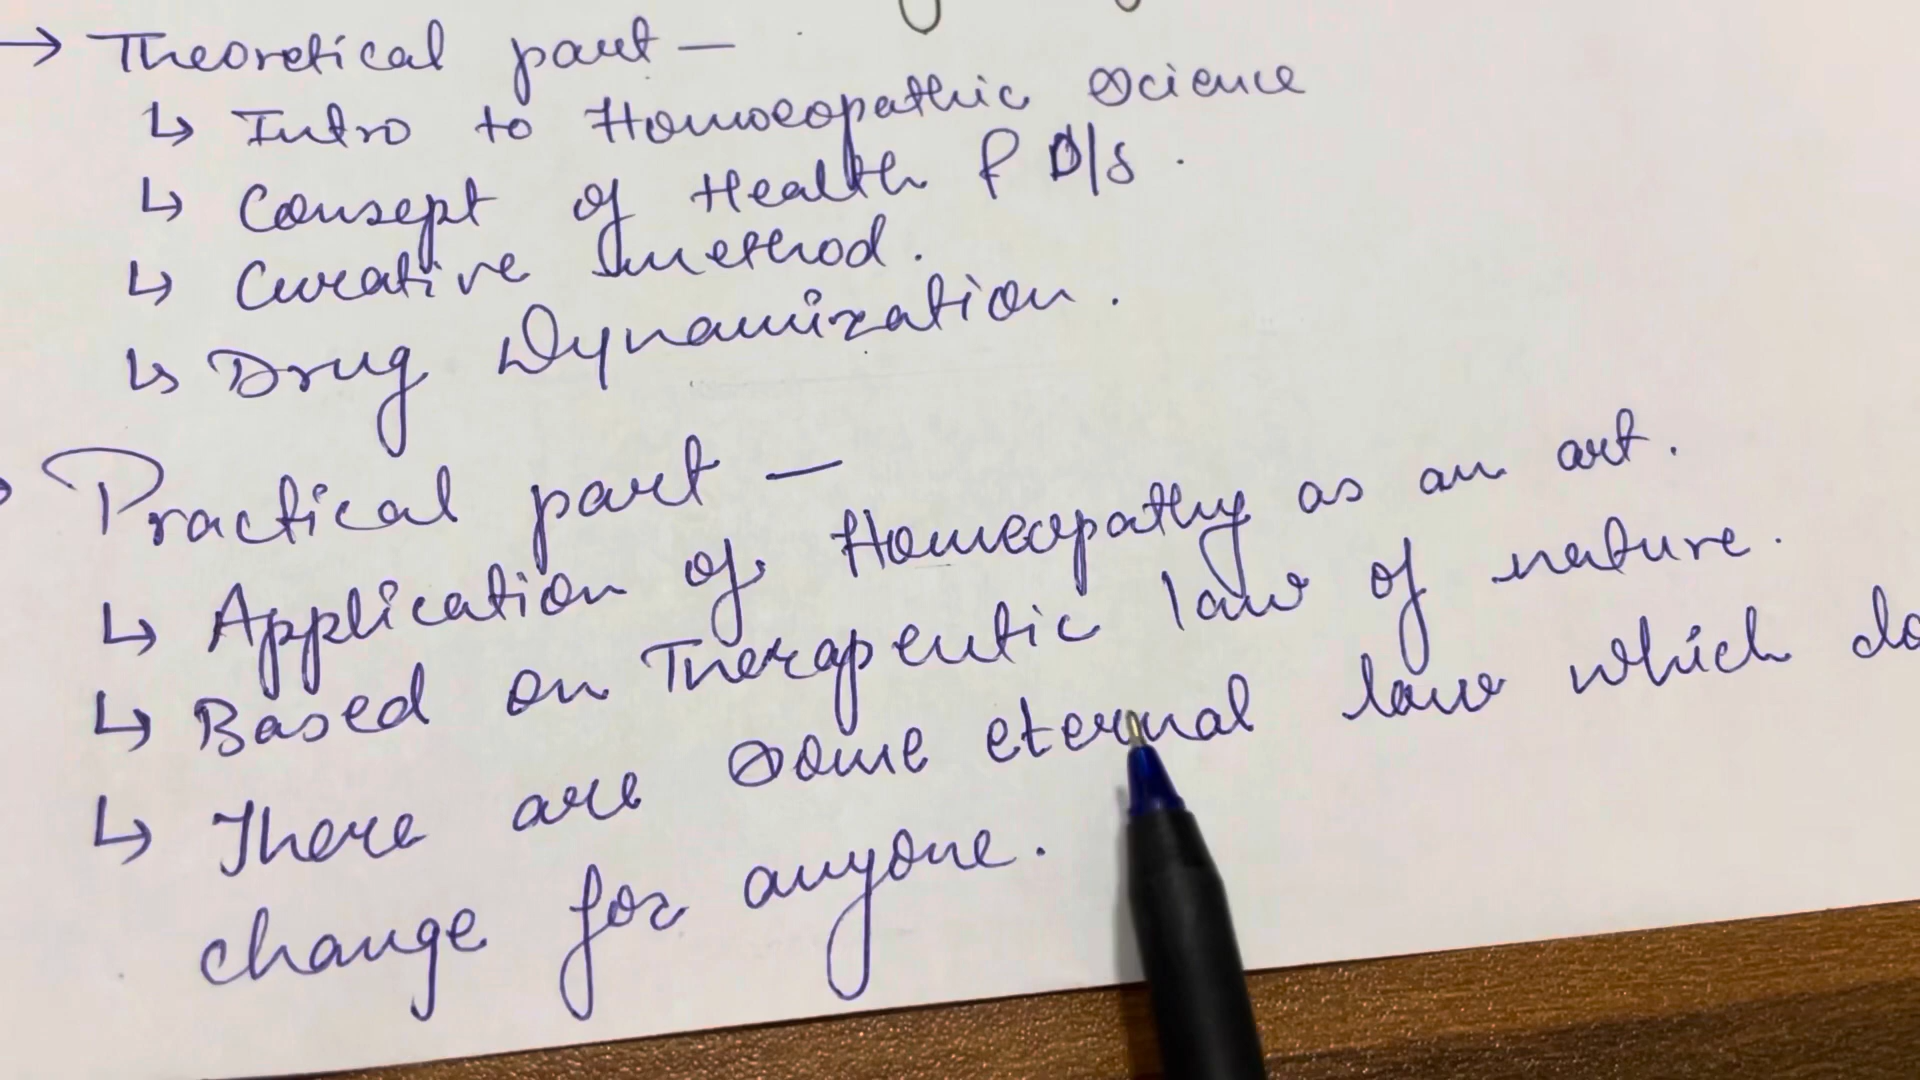 → Theoretical part —
↳ Intro to Homoeopathic Science
↳ Consept of Health & D/s.
↳ Curative method.
↳ Drug Dynamization.
Practical part —
↳ Application of Homeopathy as an art.
↳ Based on Therapeutic law of nature.
↳ There are some eternal law which do
change for anyone.